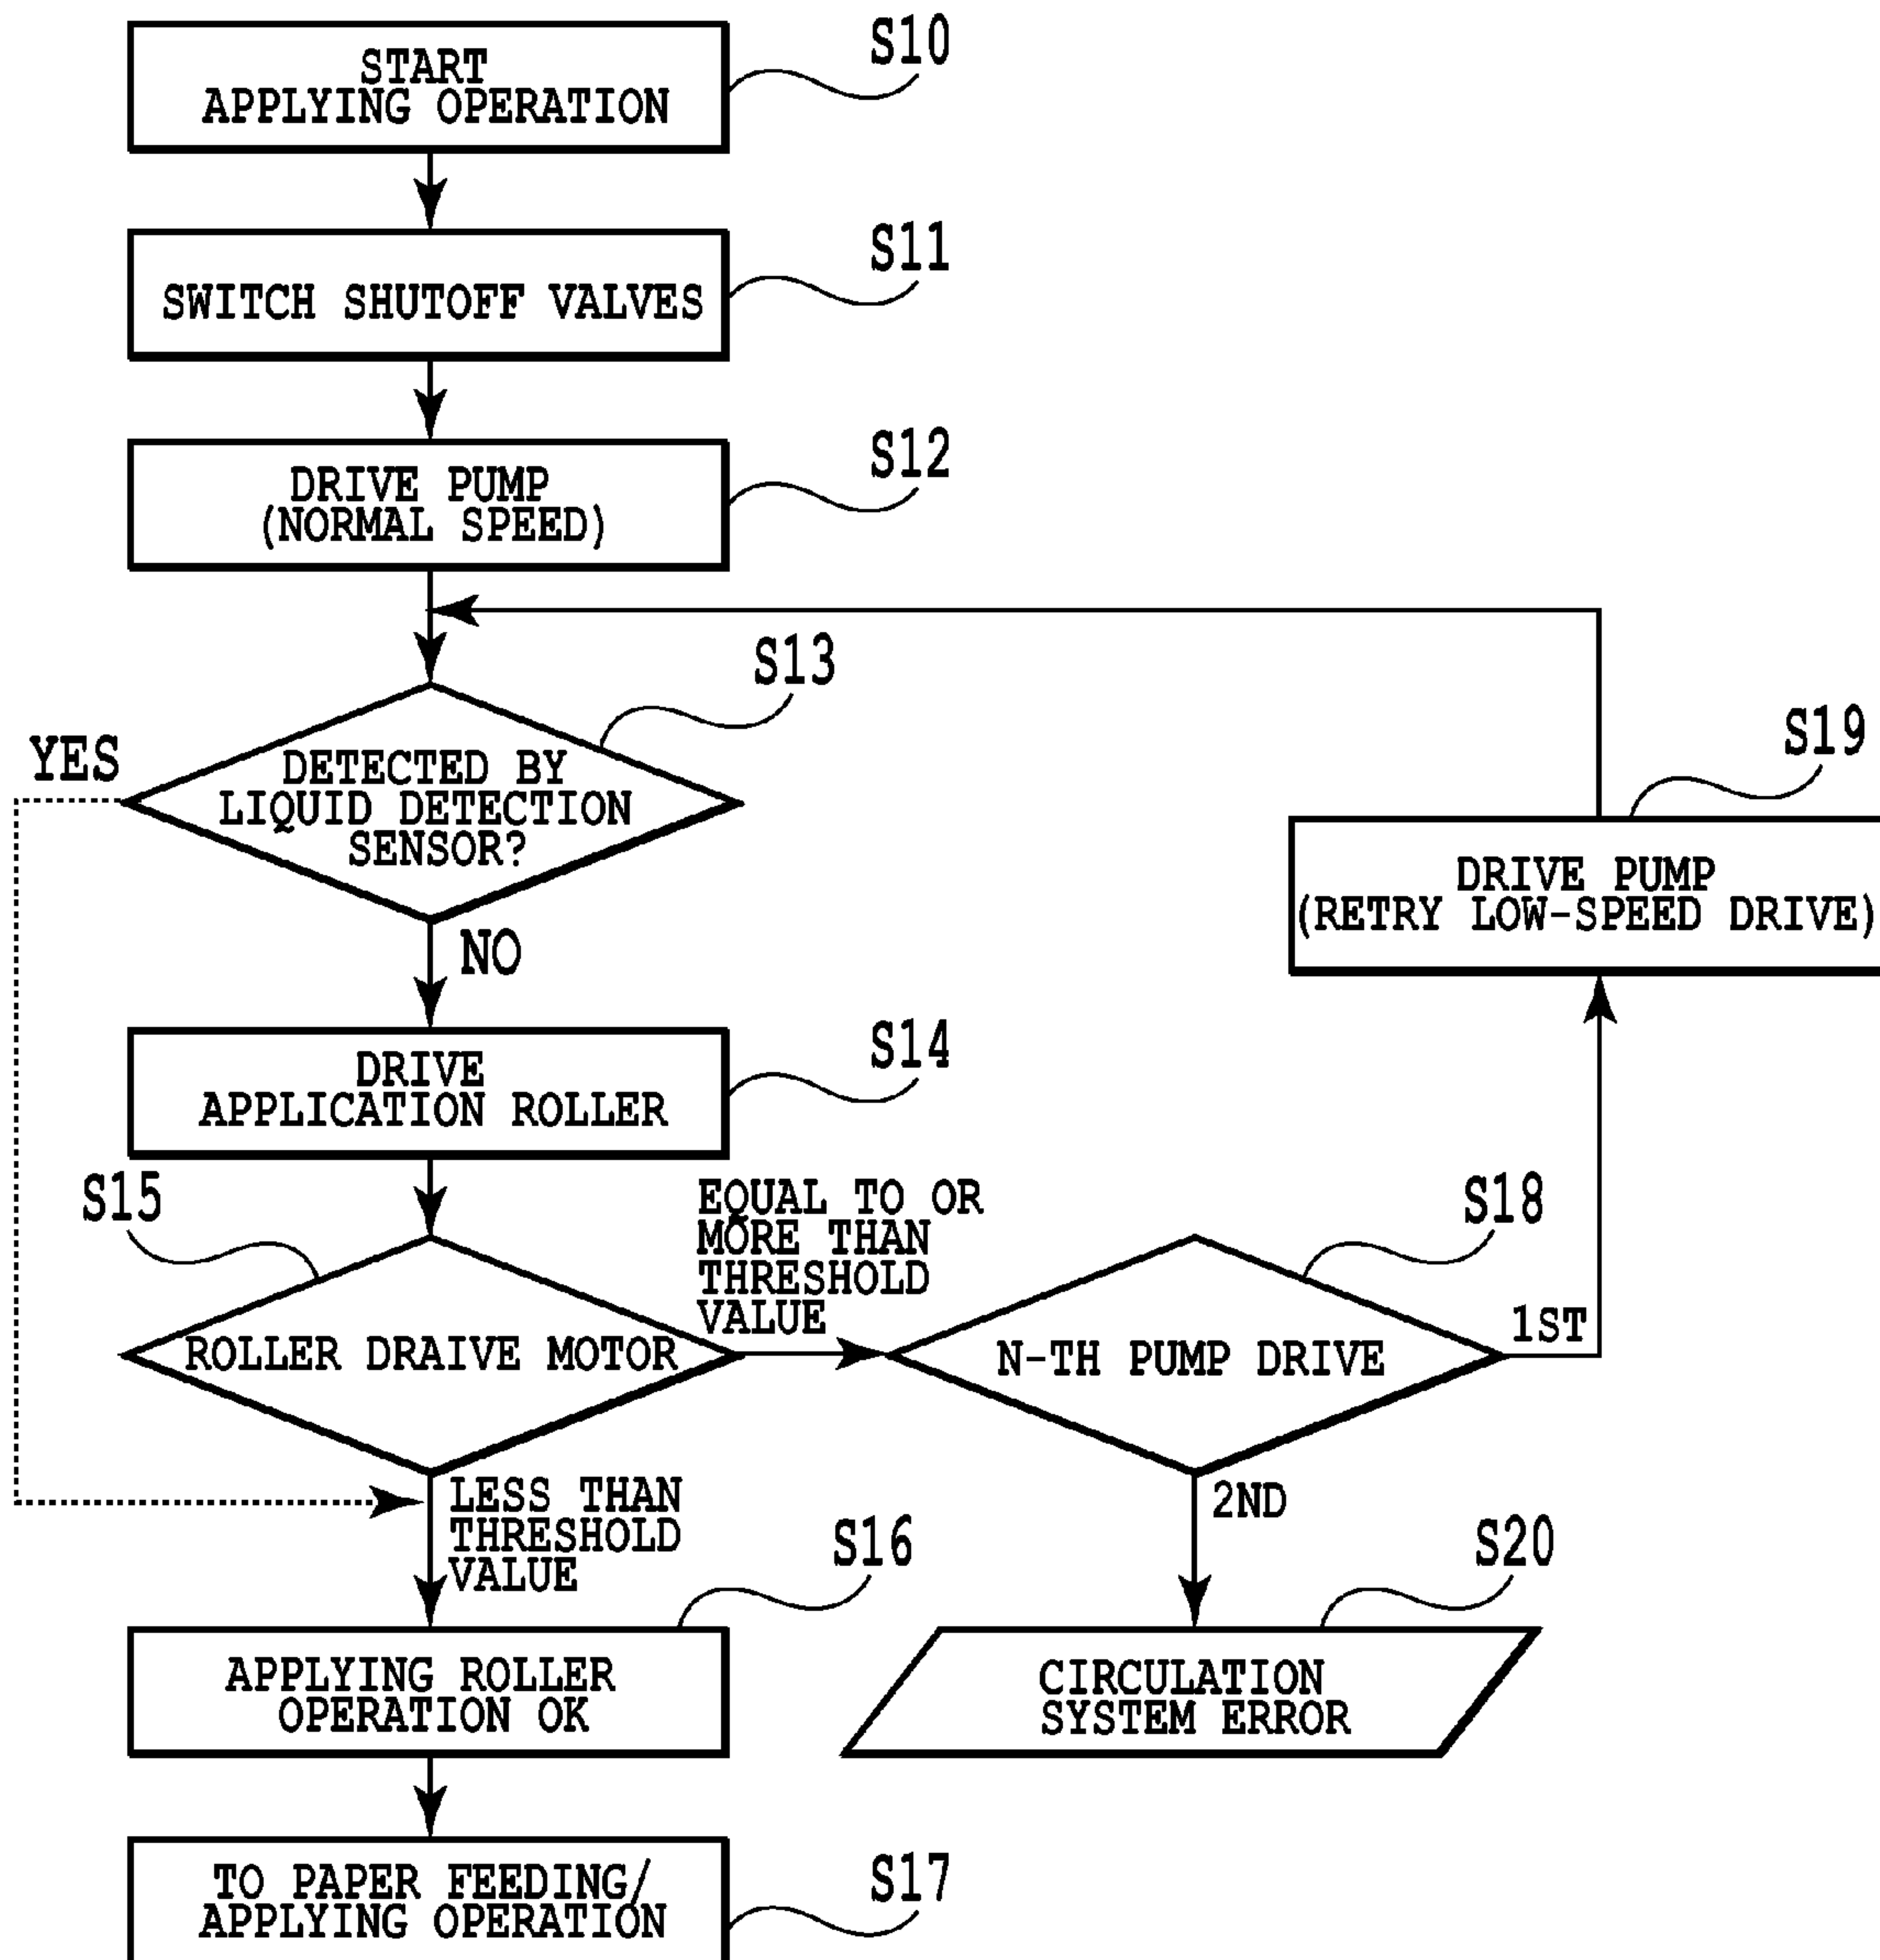 START
APPLYING OPERATION
S10
SWITCH SHUTOFF VALVES
S11
DRIVE PUMP
(NORMAL SPEED)
S12
DETECTED BY
LIQUID DETECTION
SENSOR?
S13
YES
NO
DRIVE
APPLICATION ROLLER
S14
ROLLER DRAIVE MOTOR
S15
EQUAL TO OR
MORE THAN
THRESHOLD
VALUE
LESS THAN
THRESHOLD
VALUE
N-TH PUMP DRIVE
S18
1ST
2ND
DRIVE PUMP
(RETRY LOW-SPEED DRIVE)
S19
APPLYING ROLLER
OPERATION OK
S16
CIRCULATION
SYSTEM ERROR
S20
TO PAPER FEEDING/
APPLYING OPERATION
S17